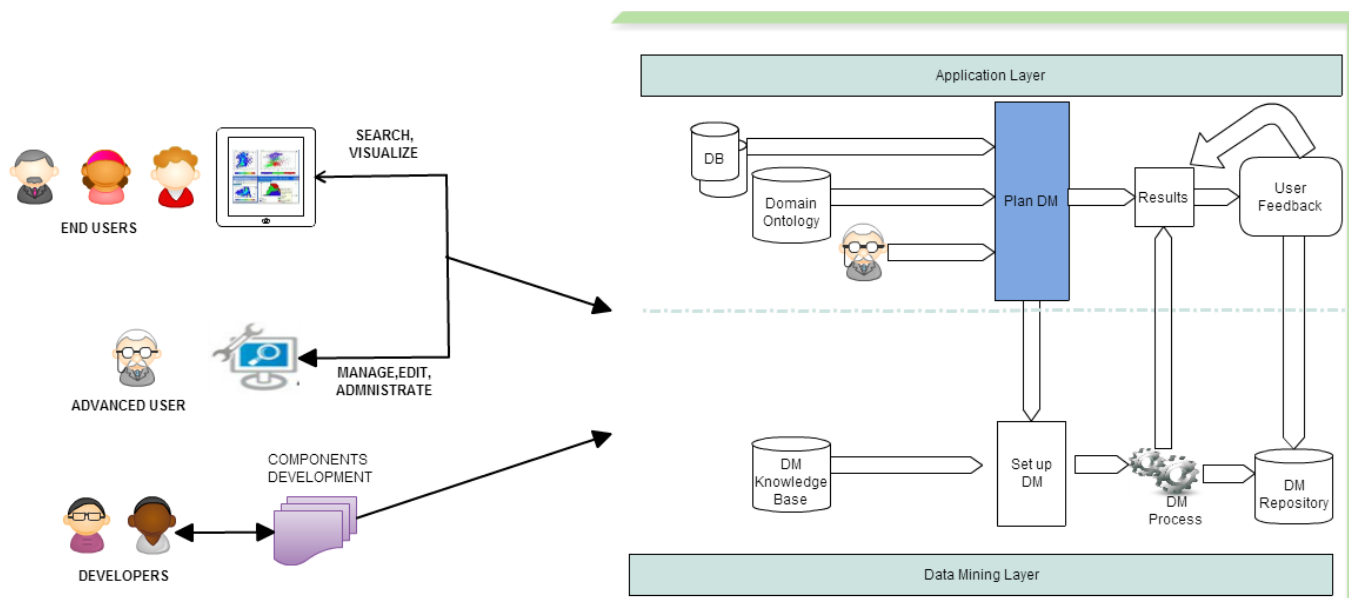 Application Layer
SEARCH,
VISUALIZE
DB
Domain
Ontology
Plan DM
Results
User
Feedback
END USERS
MANAGE,EDIT,
ADMNISTRATE
ADVANCED USER
COMPONENTS
DEVELOPMENT
DM
Knowledge
Base
Set up
DM
DM
Process
DM
Repository
DEVELOPERS
Data Mining Layer